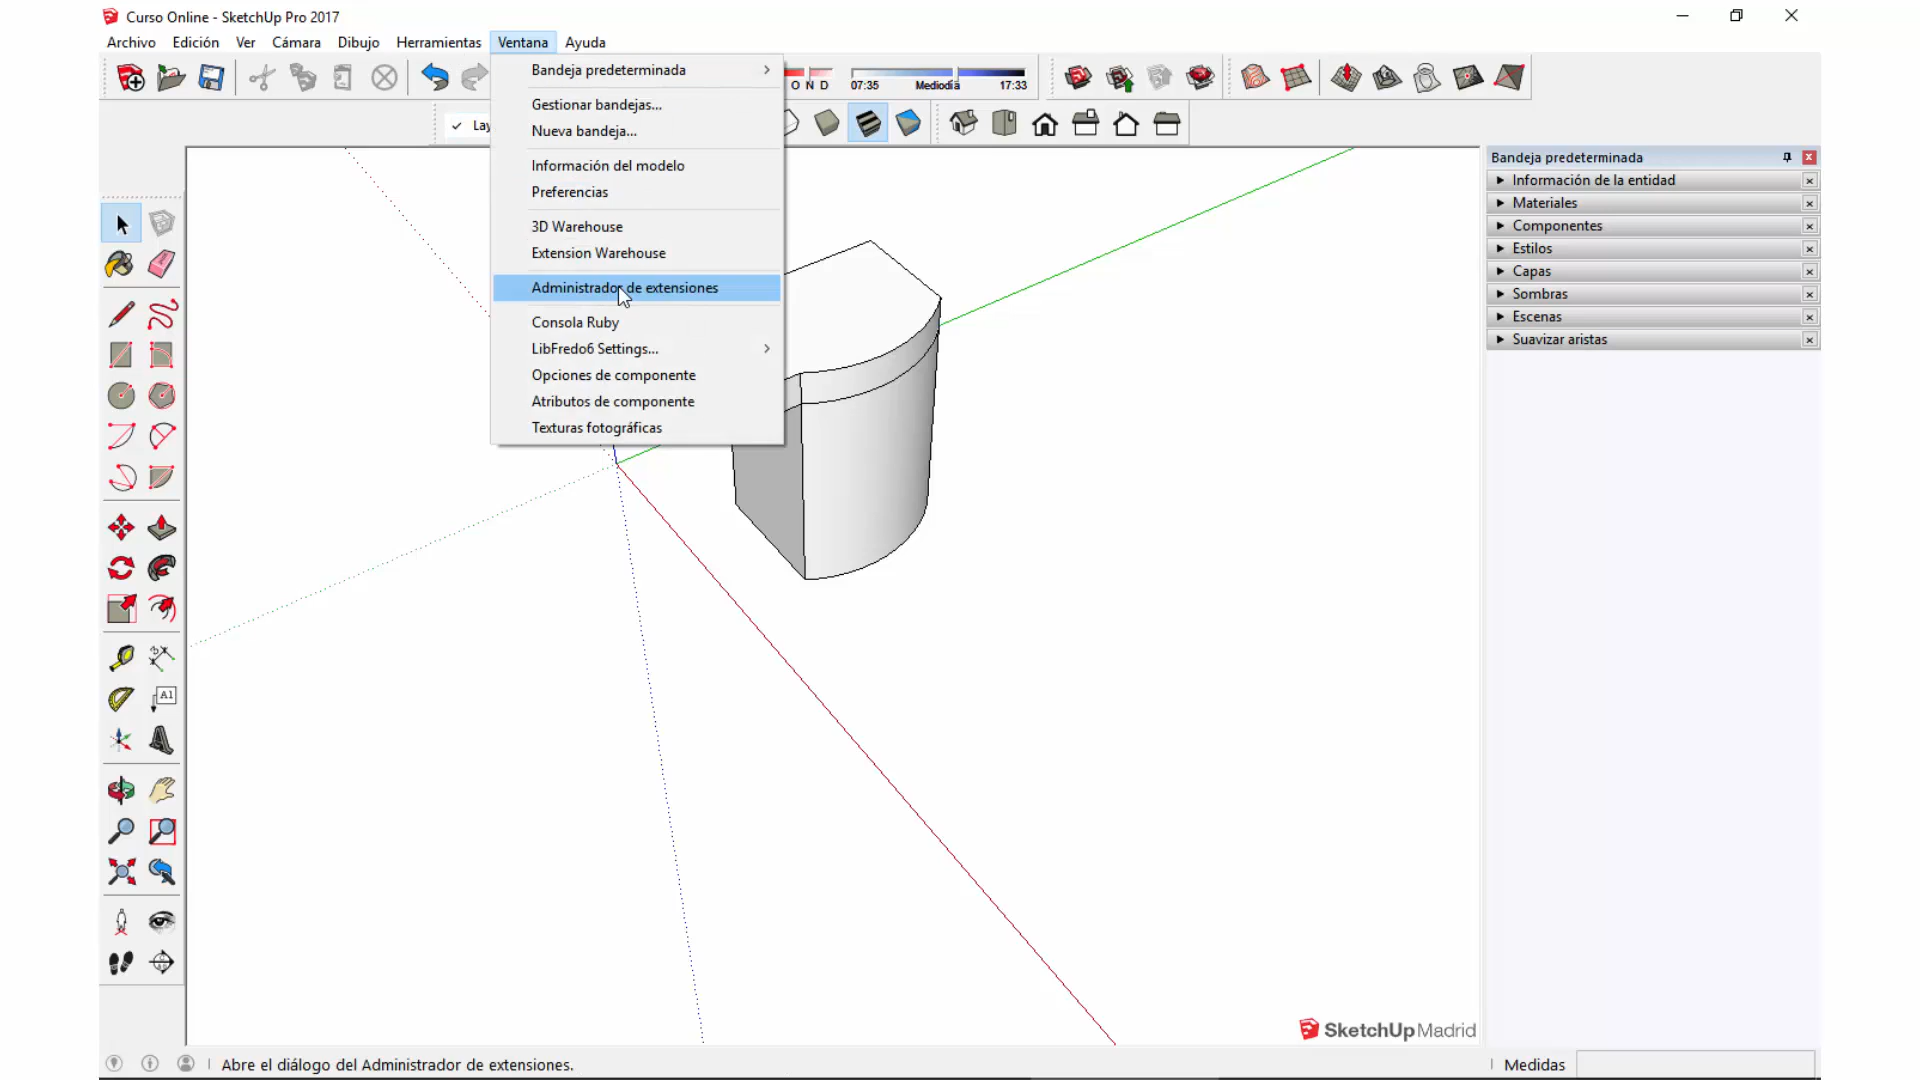 Curso Online - SketchUp Pro 2017
Archivo Edición Ver Cámara Dibujo Herramientas Ventana Ayuda
O N D 07:35 Mediodía 17:33
Lay
Bandeja predeterminada
Gestionar bandejas...
Nueva bandeja...
Información del modelo
Preferencias
3D Warehouse
Extension Warehouse
Administrador de extensiones
Consola Ruby
LibFredo6 Settings...
Opciones de componente
Atributos de componente
Texturas fotográficas
Bandeja predeterminada
Información de la entidad
Materiales
Componentes
Estilos
Capas
Sombras
Escenas
Suavizar aristas
A1
SketchUp Madrid
Abre el diálogo del Administrador de extensiones.
Medidas